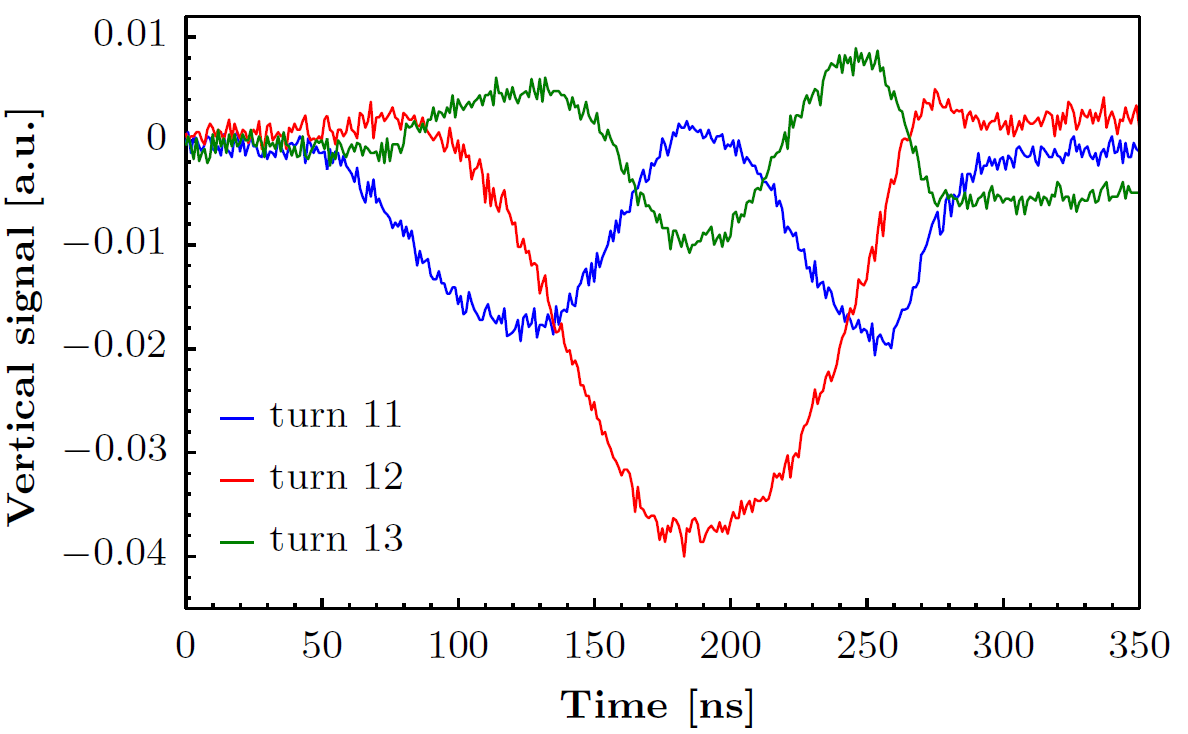 Vertical signal [a.u.]
0.01
0
−0.01
−0.02
−0.03
−0.04
turn 11
turn 12
turn 13
0 50 100 150 200 250 300 350
Time [ns]